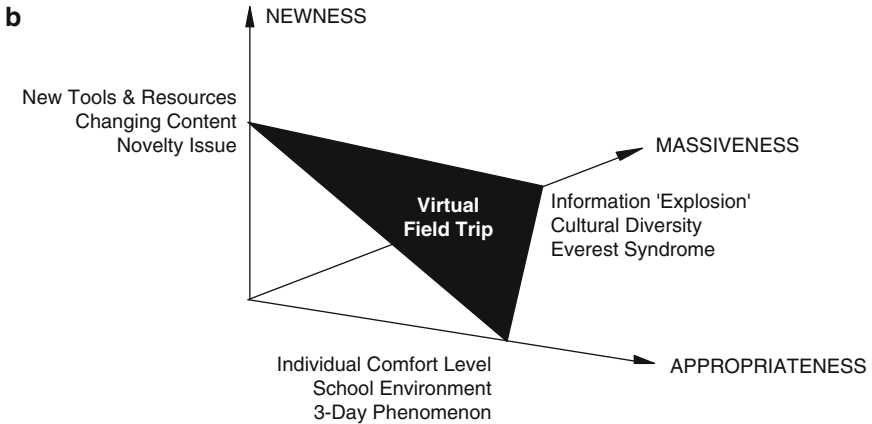 b
NEWNESS
New Tools & Resources
Changing Content
Novelty Issue
MASSIVENESS
Virtual
Field Trip
Information 'Explosion'
Cultural Diversity
Everest Syndrome
Individual Comfort Level
School Environment
3-Day Phenomenon
APPROPRIATENESS